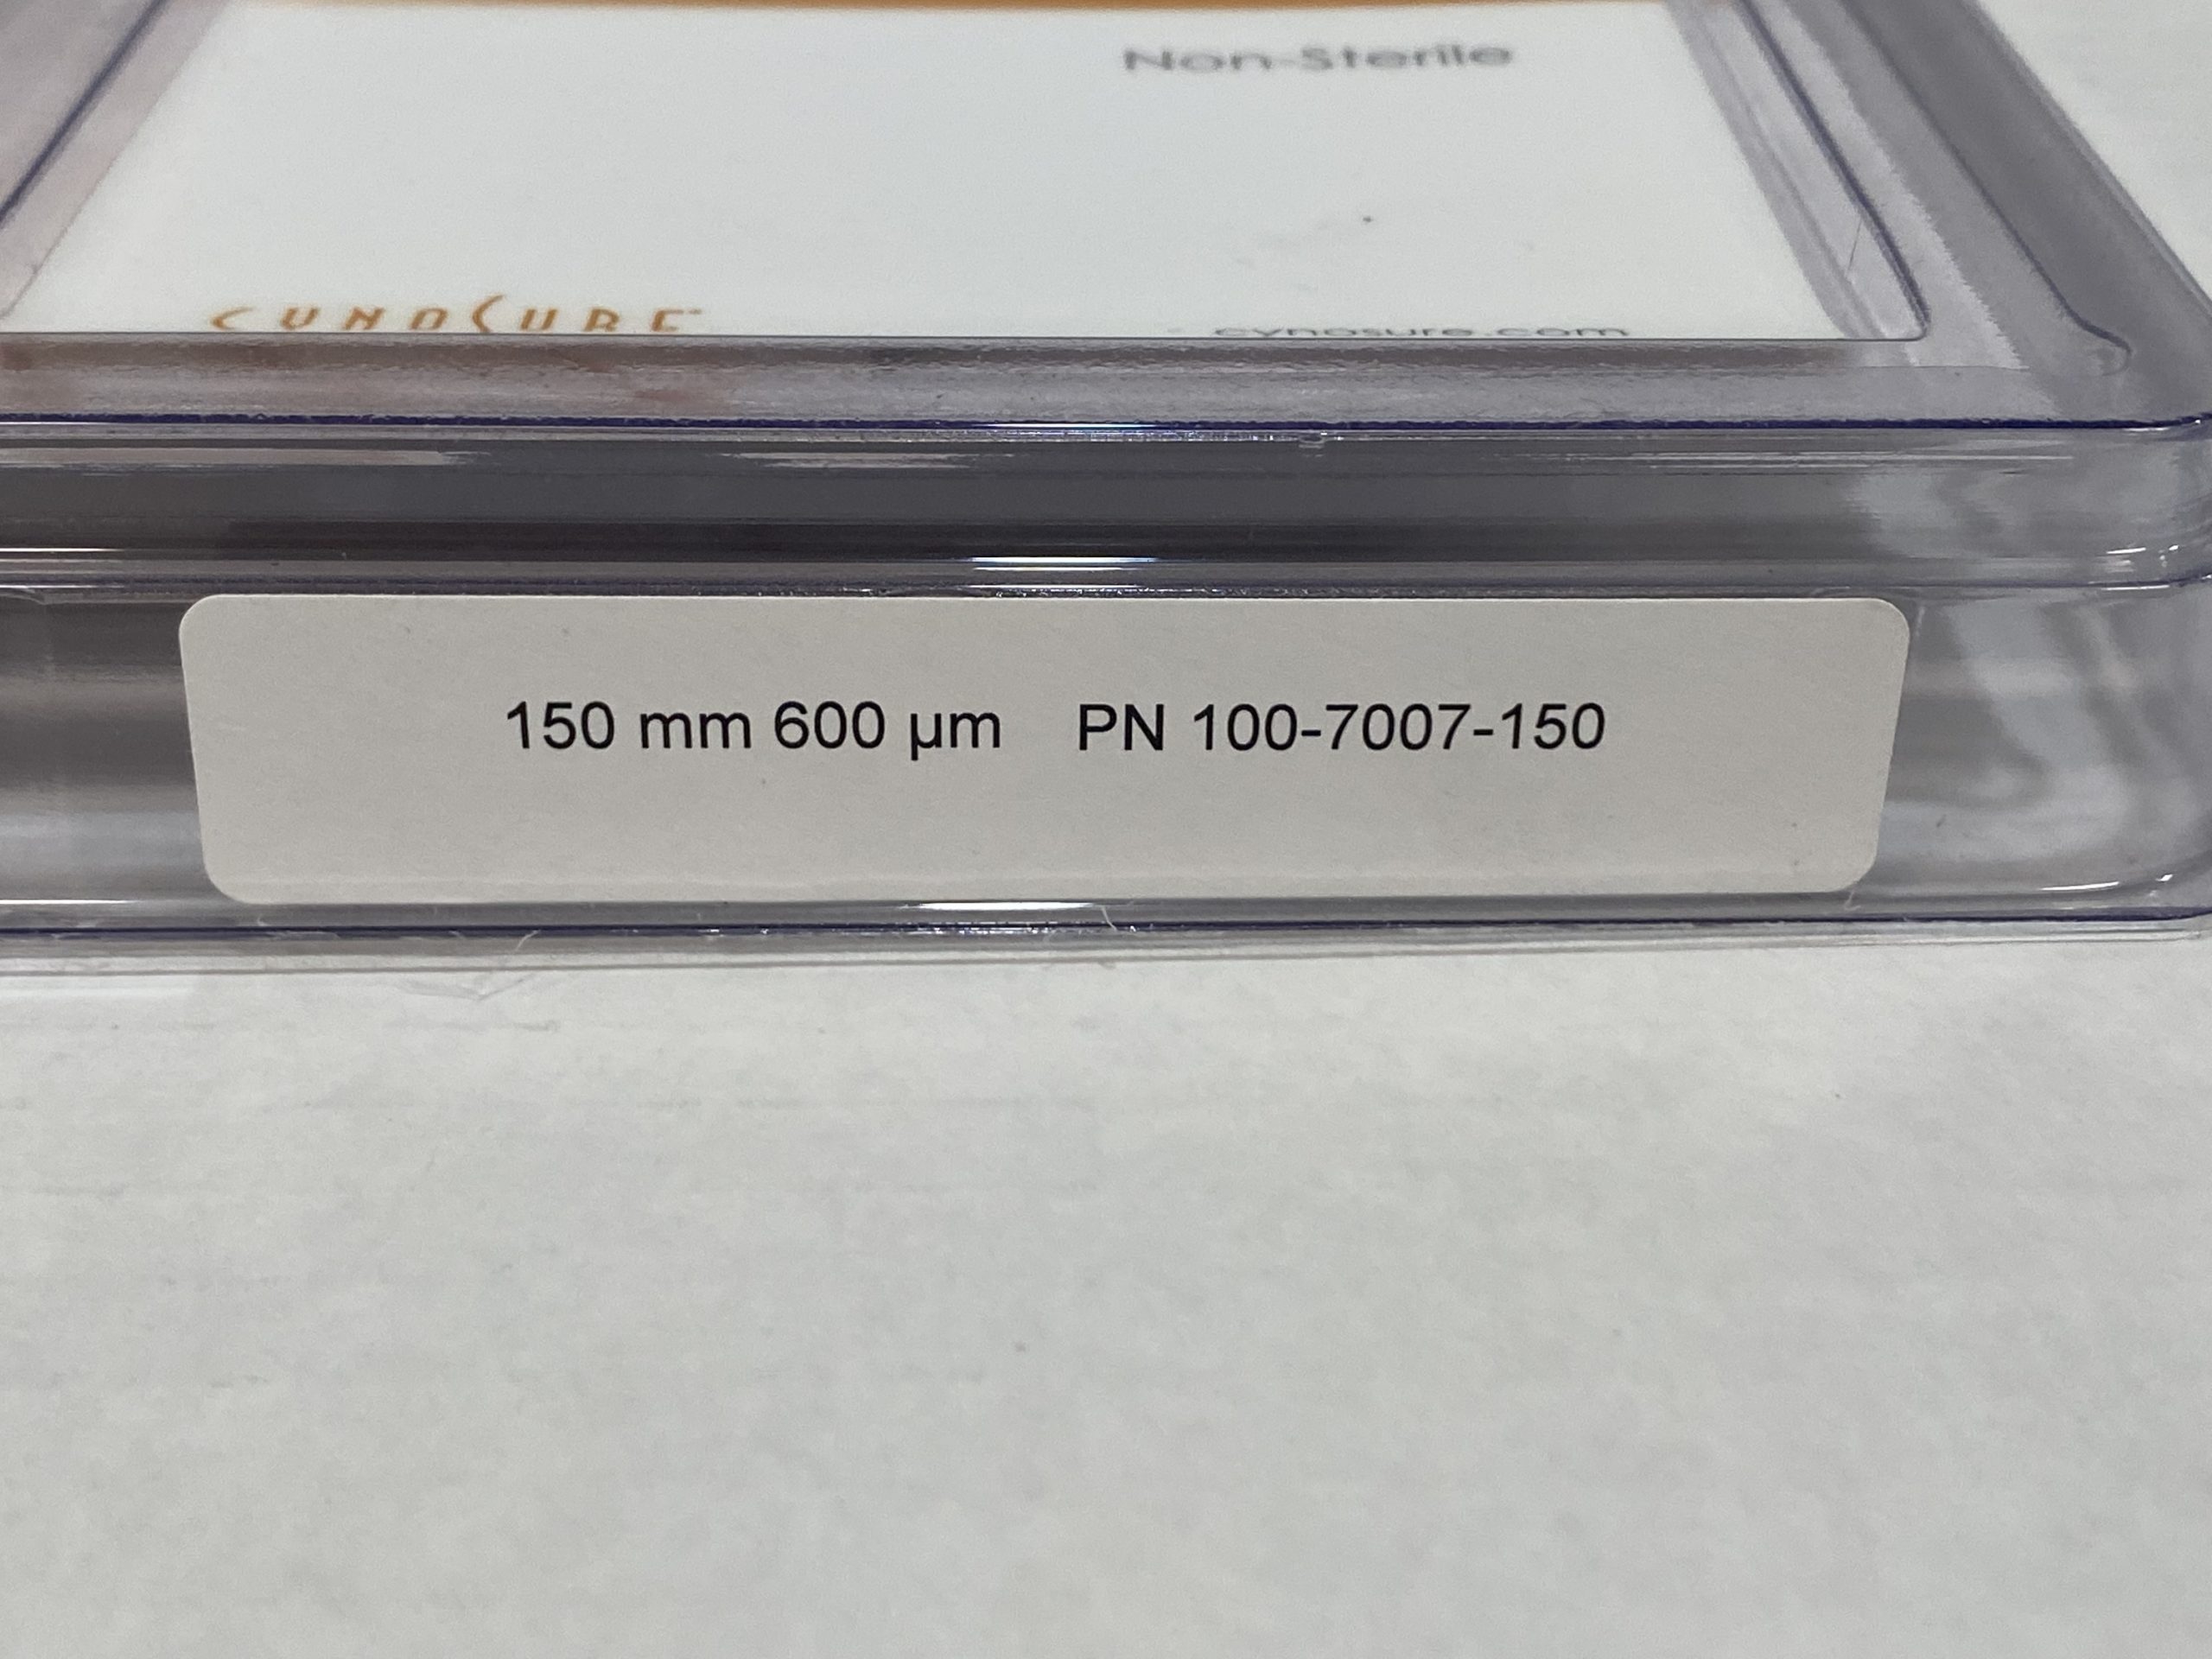 Non-Sterile
CYNOSURE
cynosure.com
150 mm 600 µm PN 100-7007-150